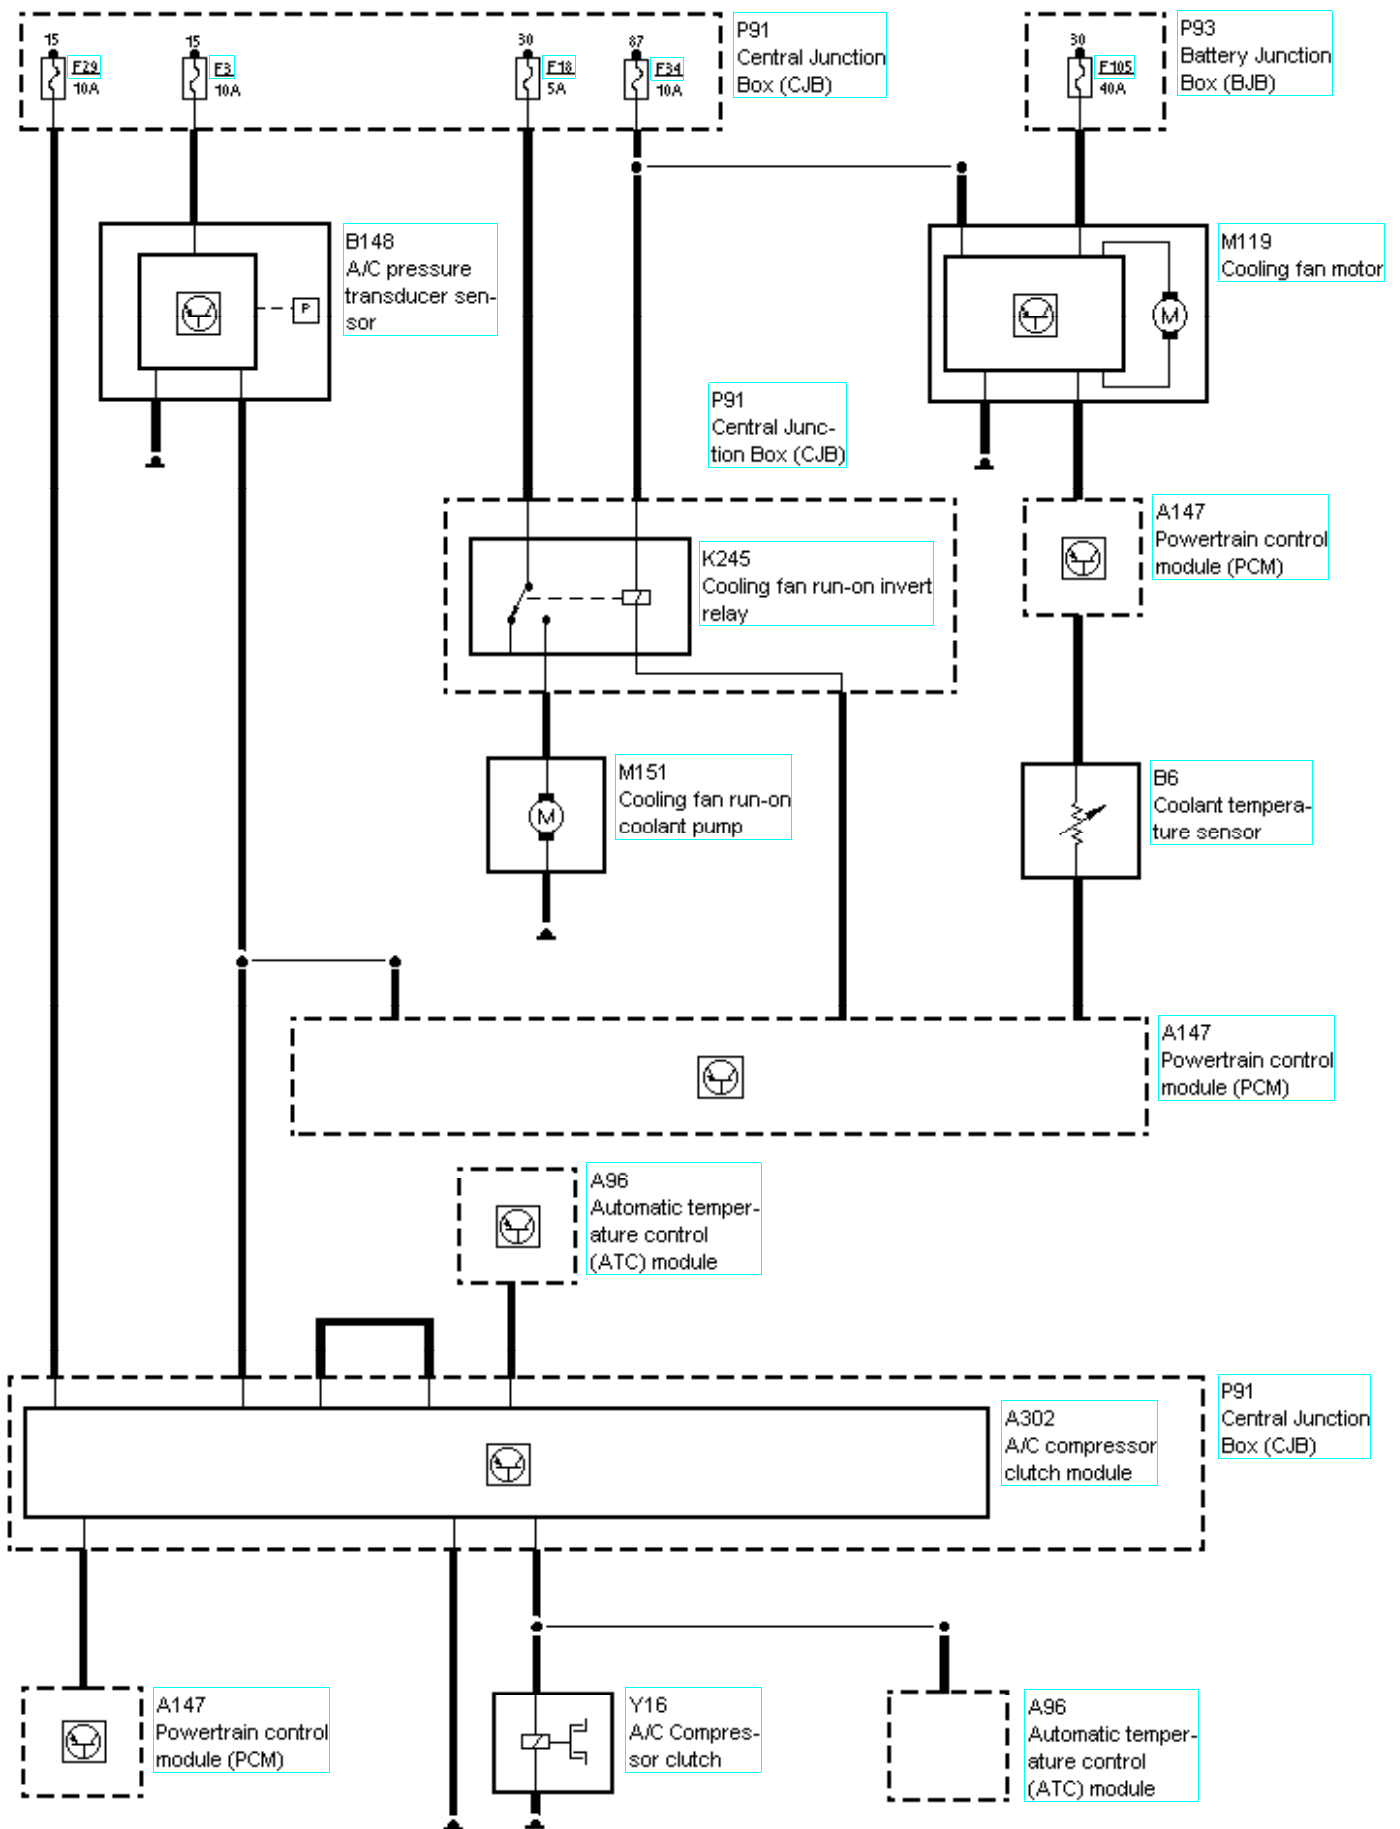 15
F29
10A
15
F3
10A
30
F18
5A
87
F34
10A
P91
Central Junction
Box (CJB)
30
F105
40A
P93
Battery Junction
Box (BJB)
B148
A/C pressure
transducer sen-
sor
P
M119
Cooling fan motor
M
P91
Central Junc-
tion Box (CJB)
A147
Powertrain control
module (PCM)
K245
Cooling fan run-on invert
relay
M151
Cooling fan run-on
coolant pump
M
B6
Coolant tempera-
ture sensor
A147
Powertrain control
module (PCM)
A96
Automatic temper-
ature control
(ATC) module
P91
Central Junction
Box (CJB)
A302
A/C compressor
clutch module
A147
Powertrain control
module (PCM)
Y16
A/C Compres-
sor clutch
A96
Automatic temper-
ature control
(ATC) module